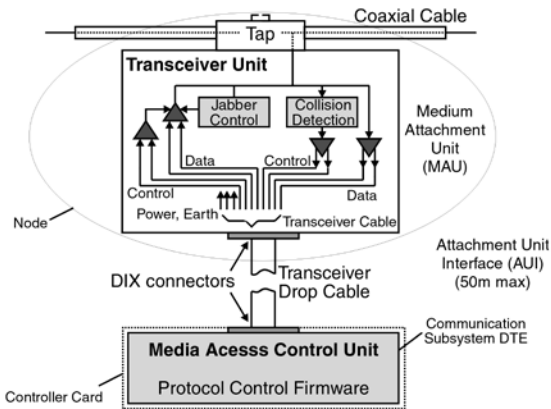 Coaxial Cable
Tap
Transceiver Unit
Jabber
Control
Collision
Detection
Medium
Attachment
Unit
(MAU)
Data
Control
Control
Data
Power, Earth
Transceiver Cable
Node
Attachment Unit
Interface (AUI)
(50m max)
DIX connectors
Transceiver
Drop Cable
Communication
Subsystem DTE
Media Acesss Control Unit
Protocol Control Firmware
Controller Card